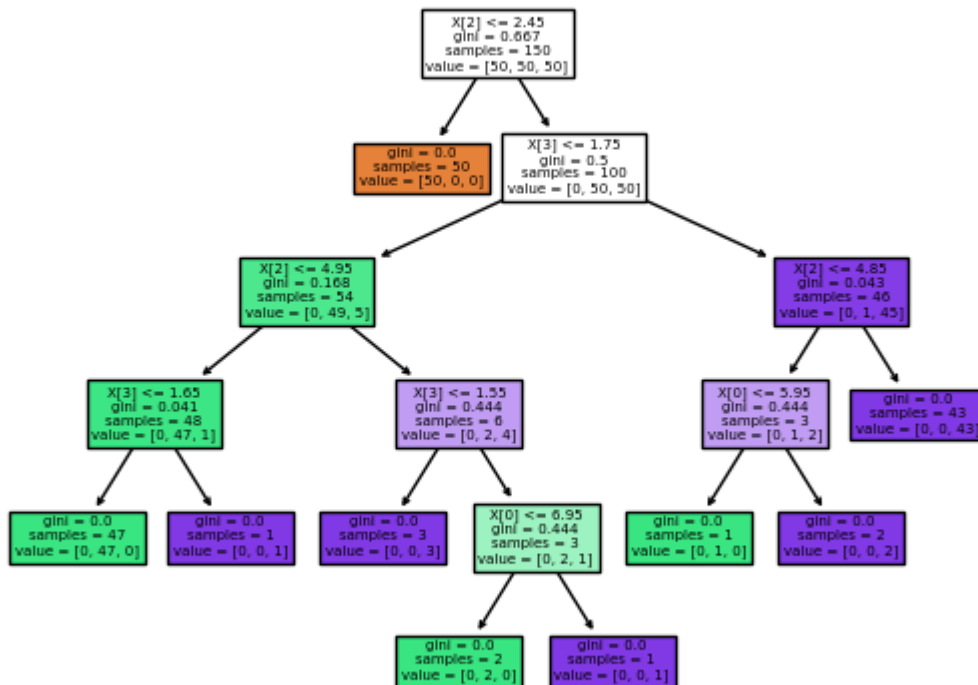 X[2] <= 2.45
gini = 0.667
samples = 150
value = [50, 50, 50]
gini = 0.0
samples = 50
value = [50, 0, 0]
X[3] <= 1.75
gini = 0.5
samples = 100
value = [0, 50, 50]
X[2] <= 4.95
gini = 0.168
samples = 54
value = [0, 49, 5]
X[2] <= 4.85
gini = 0.043
samples = 46
value = [0, 1, 45]
X[3] <= 1.65
gini = 0.041
samples = 48
value = [0, 47, 1]
X[3] <= 1.55
gini = 0.444
samples = 6
value = [0, 2, 4]
X[0] <= 5.95
gini = 0.444
samples = 3
value = [0, 1, 2]
gini = 0.0
samples = 43
value = [0, 0, 43]
gini = 0.0
samples = 47
value = [0, 47, 0]
gini = 0.0
samples = 1
value = [0, 0, 1]
gini = 0.0
samples = 3
value = [0, 0, 3]
X[0] <= 6.95
gini = 0.444
samples = 3
value = [0, 2, 1]
gini = 0.0
samples = 1
value = [0, 1, 0]
gini = 0.0
samples = 2
value = [0, 0, 2]
gini = 0.0
samples = 2
value = [0, 2, 0]
gini = 0.0
samples = 1
value = [0, 0, 1]